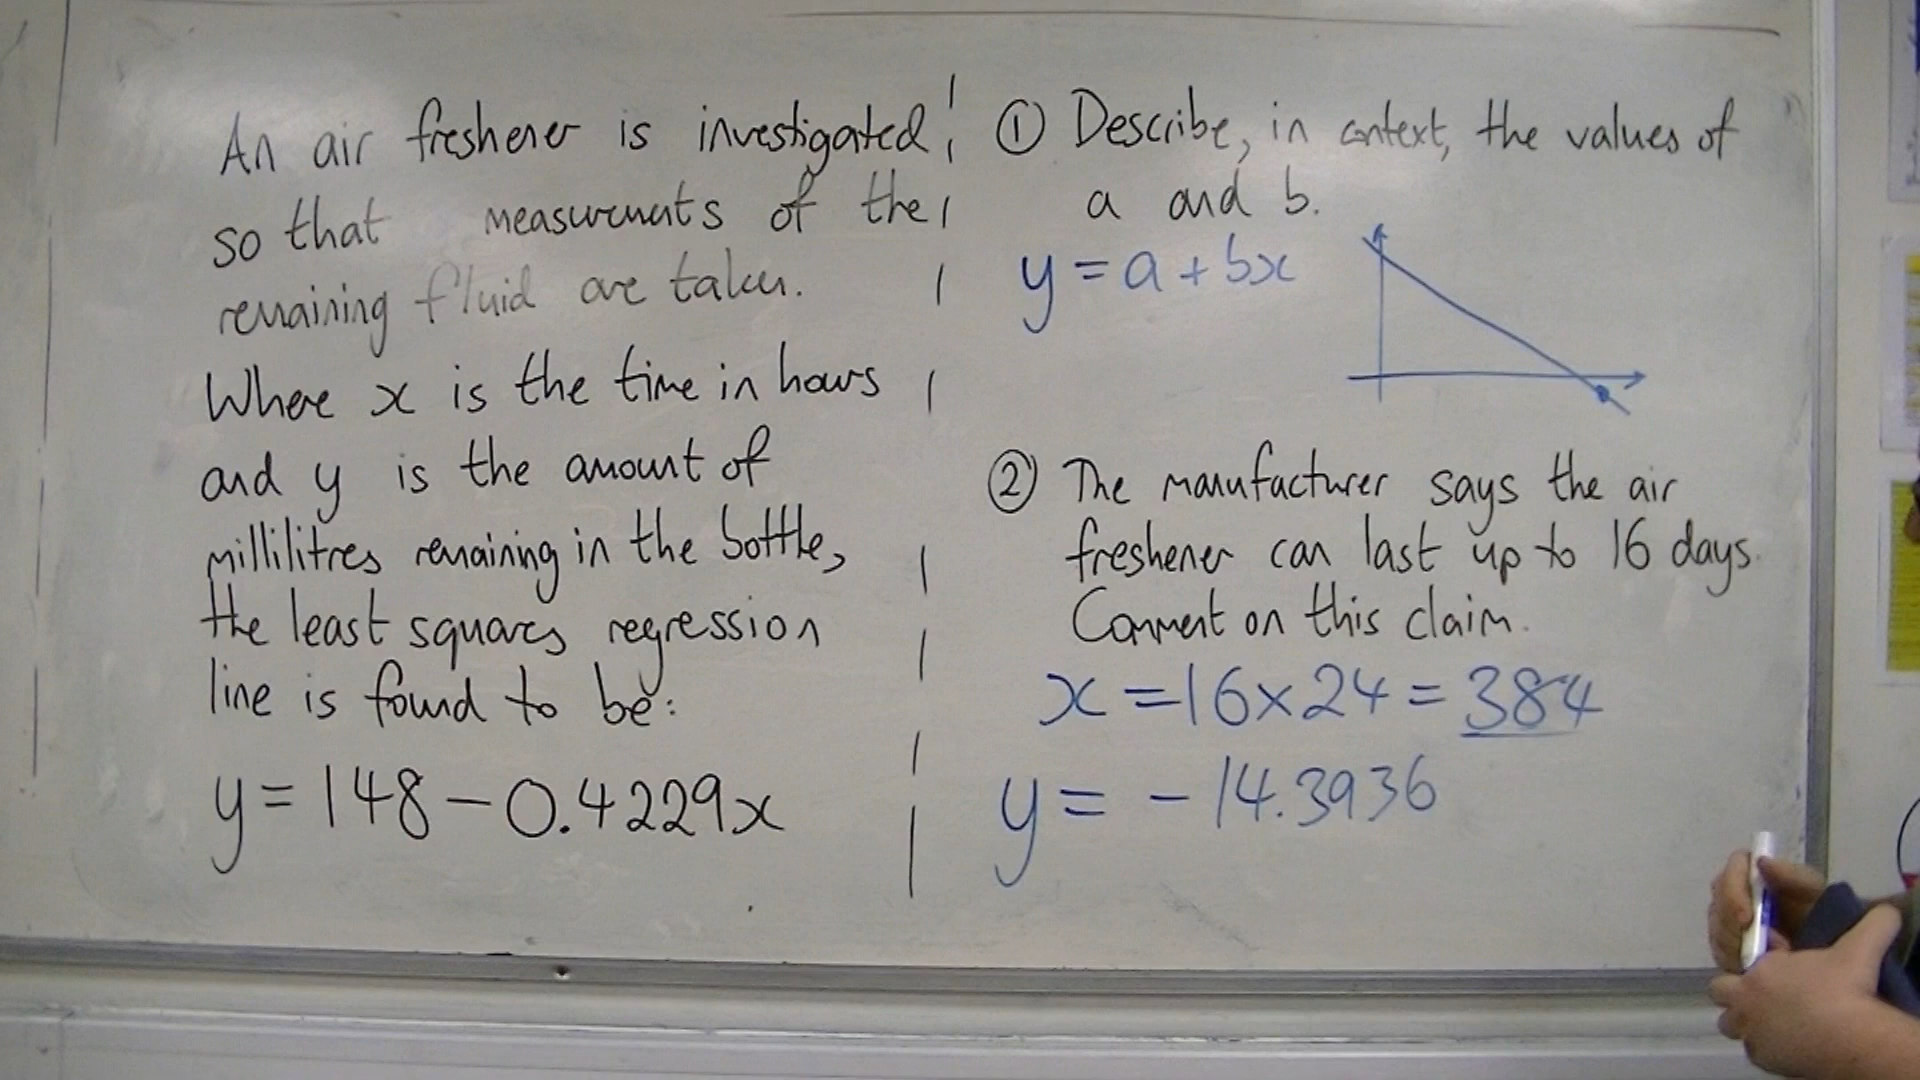 An air freshener is investigated
so that measurements of the
remaining fluid are taken.
Where x is the time in hours
and y is the amount of
millilitres remaining in the bottle,
the least squares regression
line is found to be:
y = 148 - 0.4229x
① Describe, in context, the values of
a and b.
y = a + bx
② The manufacturer says the air
freshener can last up to 16 days.
Comment on this claim.
x = 16 × 24 = 384
y = - 14.3936